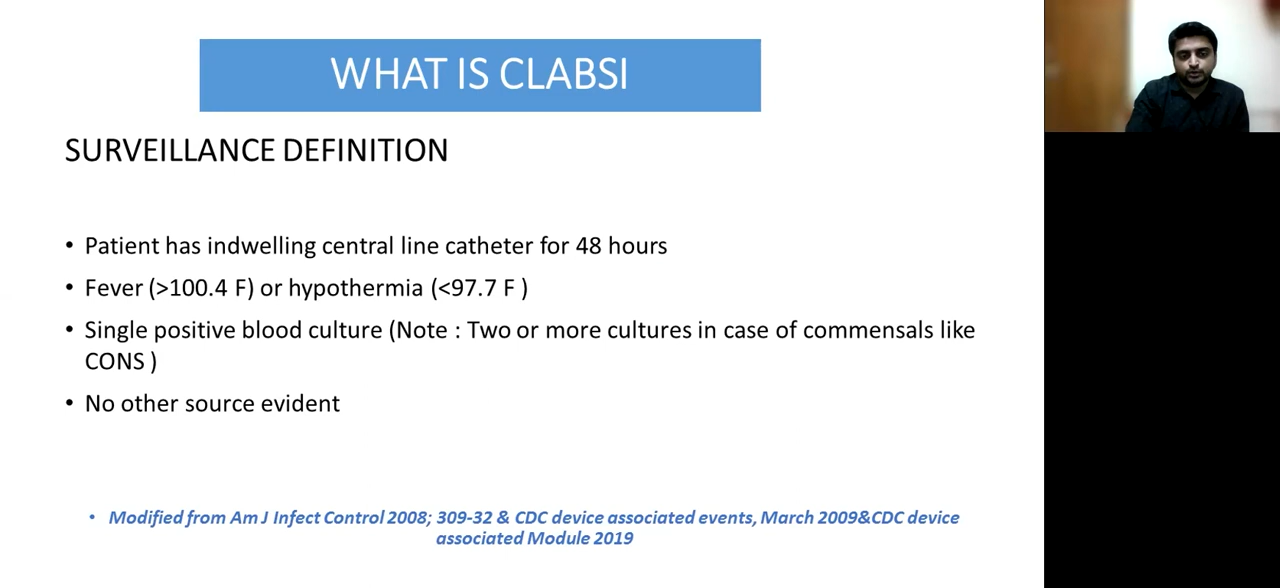 WHAT IS CLABSI
SURVEILLANCE DEFINITION
• Patient has indwelling central line catheter for 48 hours
• Fever (>100.4 F) or hypothermia (<97.7 F )
• Single positive blood culture (Note : Two or more cultures in case of commensals like
CONS )
• No other source evident
• Modified from Am J Infect Control 2008; 309-32 & CDC device associated events, March 2009&CDC device
associated Module 2019